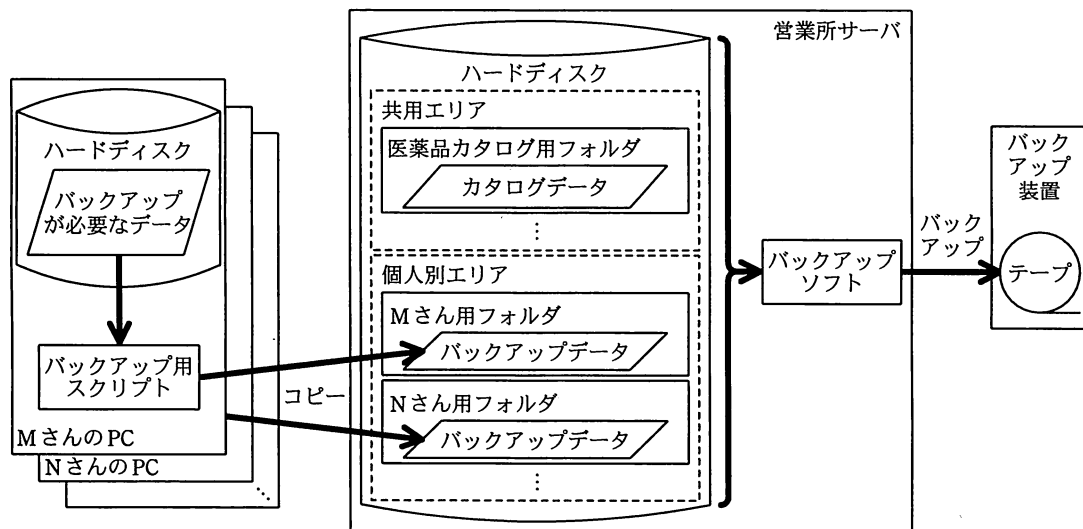 ハードディスク
バックアップ
が必要なデータ
バックアップ用
スクリプト
MさんのPC
NさんのPC
⋱
コピー
営業所サーバ
ハードディスク
共用エリア
医薬品カタログ用フォルダ
カタログデータ
⋮
個人別エリア
Mさん用フォルダ
バックアップデータ
Nさん用フォルダ
バックアップデータ
⋮
バックアップ
ソフト
バック
アップ
バック
アップ
装置
テープ